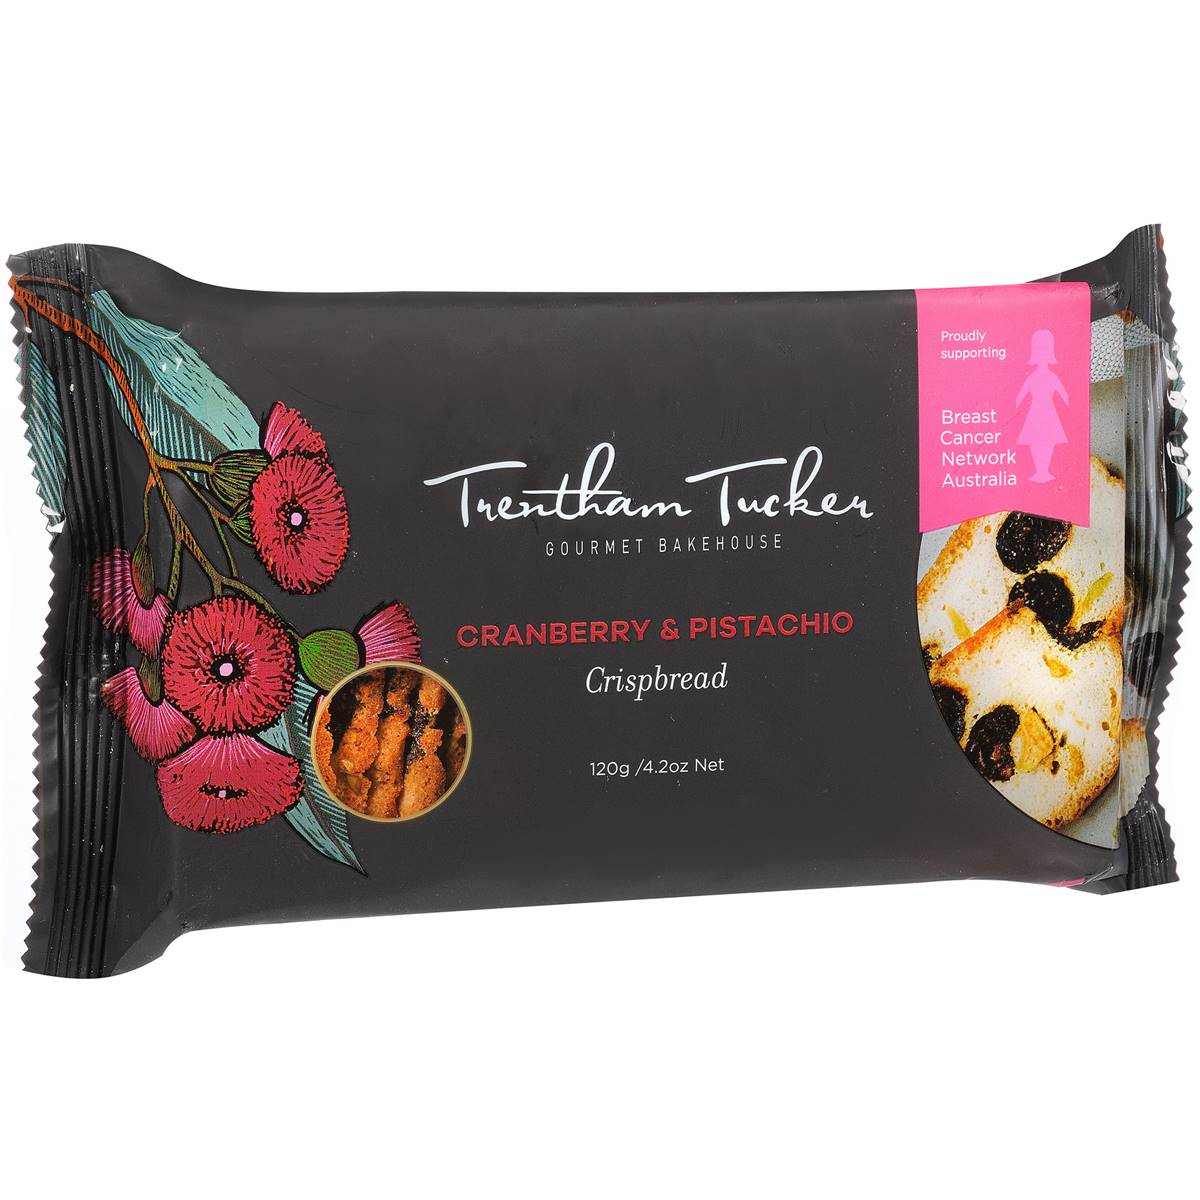 Trentham Tucker
GOURMET BAKEHOUSE
CRANBERRY & PISTACHIO
Crispbread
120g /4.2oz Net
Proudly
supporting
Breast
Cancer
Network
Australia